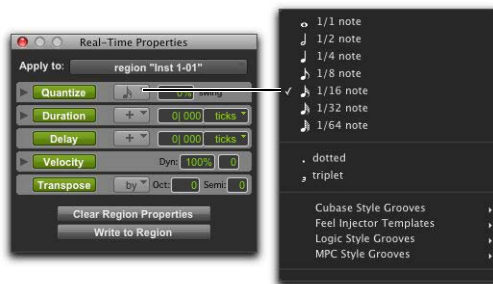 Real-Time Properties
Apply to: region "Inst 1-01"
Quantize 0% swing
Duration + 0| 000 ticks
Delay + 0| 000 ticks
Velocity Dyn: 100% 0
Transpose by Oct: 0 Semi: 0
Clear Region Properties
Write to Region
1/1 note
1/2 note
1/4 note
1/8 note
✓ 1/16 note
1/32 note
1/64 note
. dotted
3 triplet
Cubase Style Grooves
Feel Injector Templates
Logic Style Grooves
MPC Style Grooves